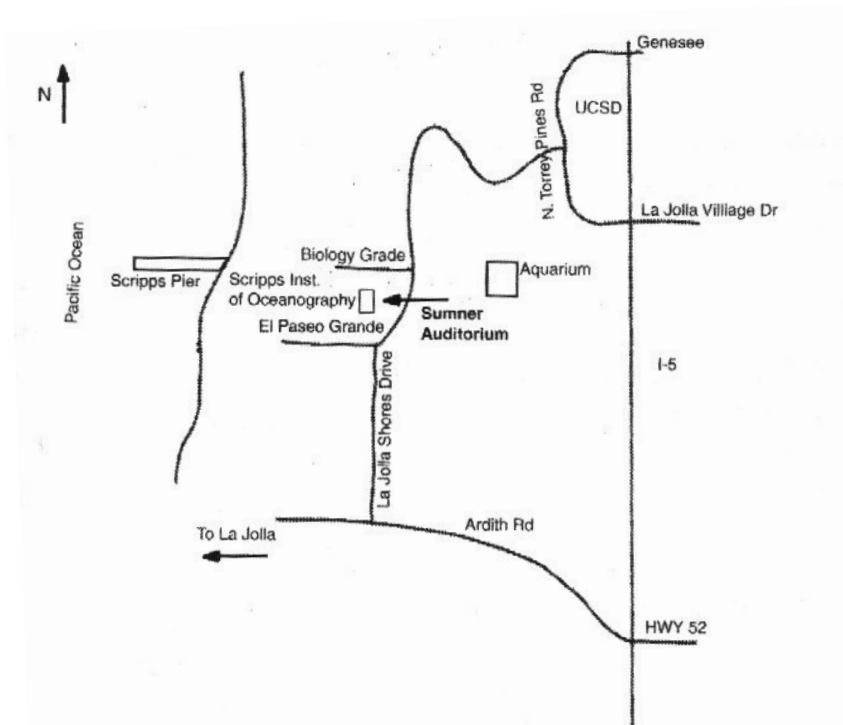 Genesee
N
UCSD
N. Torrey Pines Rd
La Jolla Villiage Dr
Pacific Ocean
Biology Grade
Aquarium
Scripps Pier
Scripps Inst.
of Oceanography
Sumner
Auditorium
El Paseo Grande
I-5
La Jolla Shores Drive
Ardith Rd
To La Jolla
HWY 52